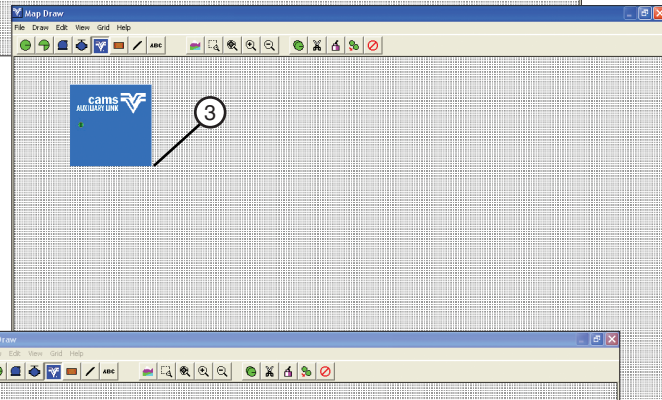 Map Draw
File Draw Edit View Grid Help
ABC
cams
AUXILIARY LINK
3
Draw
Edit View Grid Help
ABC